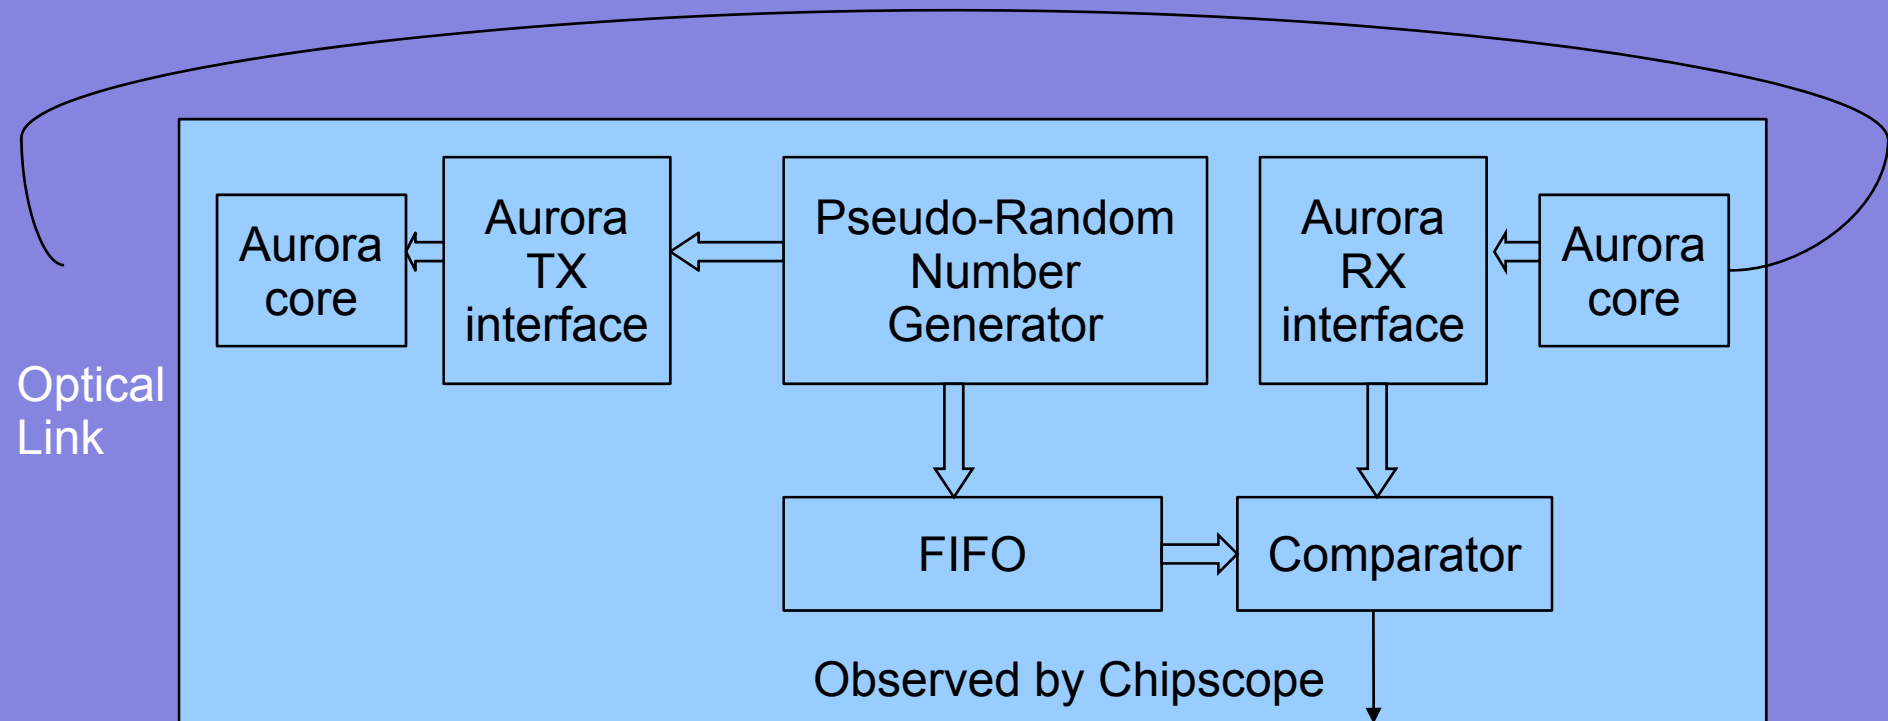 Aurora
core
Aurora
TX
interface
Pseudo-Random
Number
Generator
Aurora
RX
interface
Aurora
core
Optical
Link
FIFO
Comparator
Observed by Chipscope